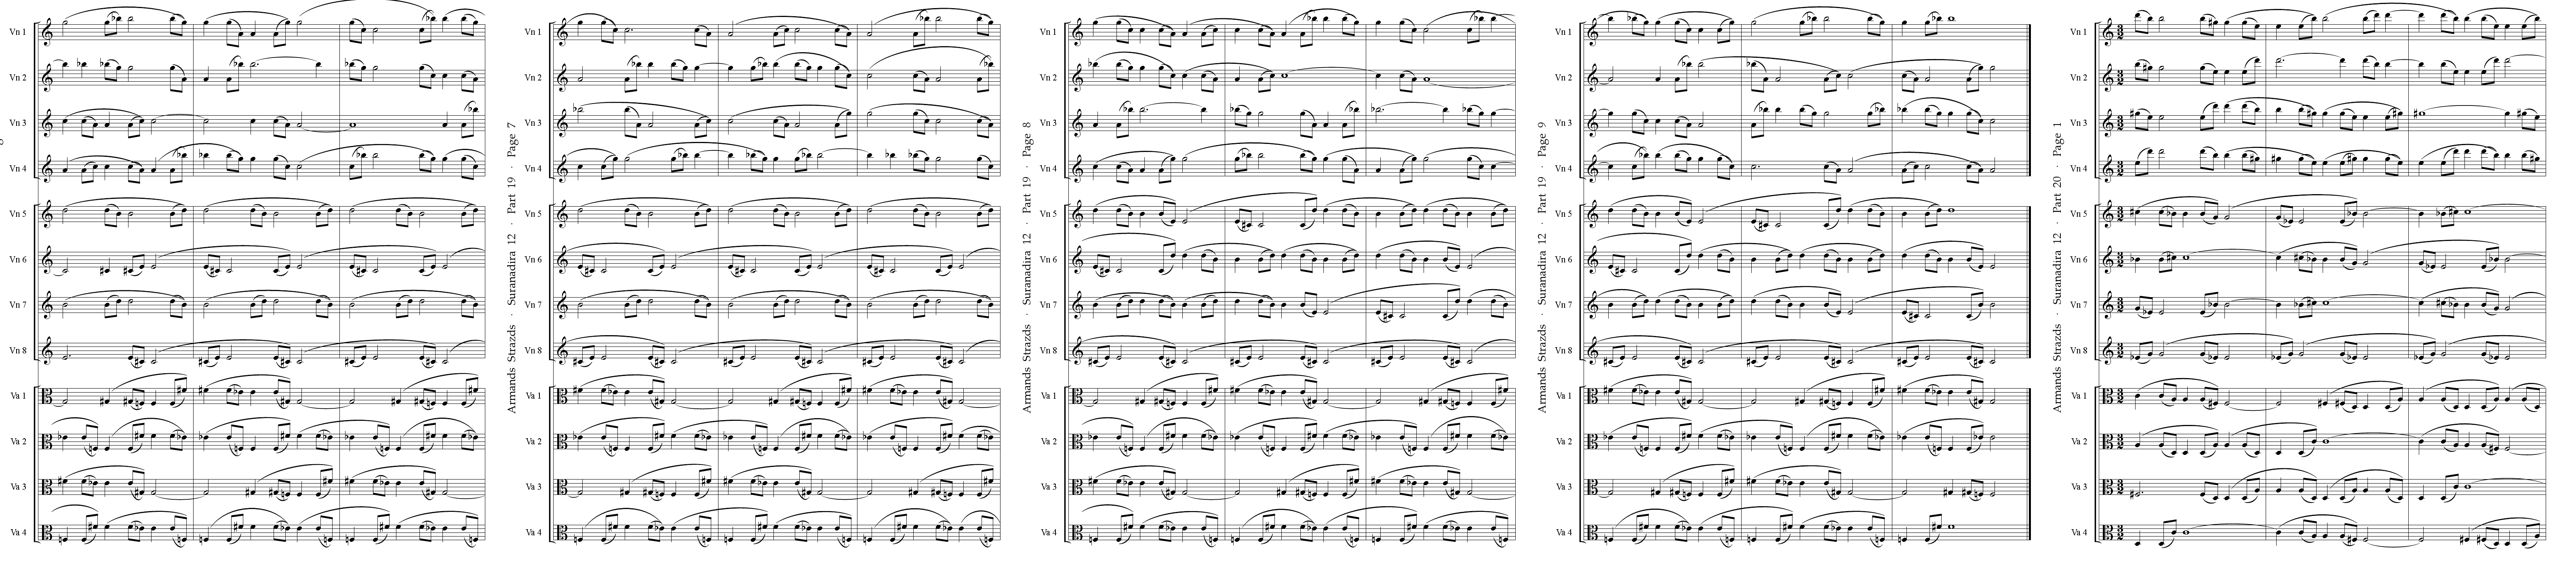 Vn 1
Vn 2
Vn 3
Vn 4
Vn 5
Vn 6
Vn 7
Vn 8
Va 1
Va 2
Va 3
Va 4
Armands Strazds · Suranadira 12 · Part 19 · Page 7
Vn 1
Vn 2
Vn 3
Vn 4
Vn 5
Vn 6
Vn 7
Vn 8
Va 1
Va 2
Va 3
Va 4
Armands Strazds · Suranadira 12 · Part 19 · Page 8
Vn 1
Vn 2
Vn 3
Vn 4
Vn 5
Vn 6
Vn 7
Vn 8
Va 1
Va 2
Va 3
Va 4
Armands Strazds · Suranadira 12 · Part 19 · Page 9
Vn 1
Vn 2
Vn 3
Vn 4
Vn 5
Vn 6
Vn 7
Vn 8
Va 1
Va 2
Va 3
Va 4
Armands Strazds · Suranadira 12 · Part 20 · Page 1
Vn 1
Vn 2
Vn 3
Vn 4
Vn 5
Vn 6
Vn 7
Vn 8
Va 1
Va 2
Va 3
Va 4